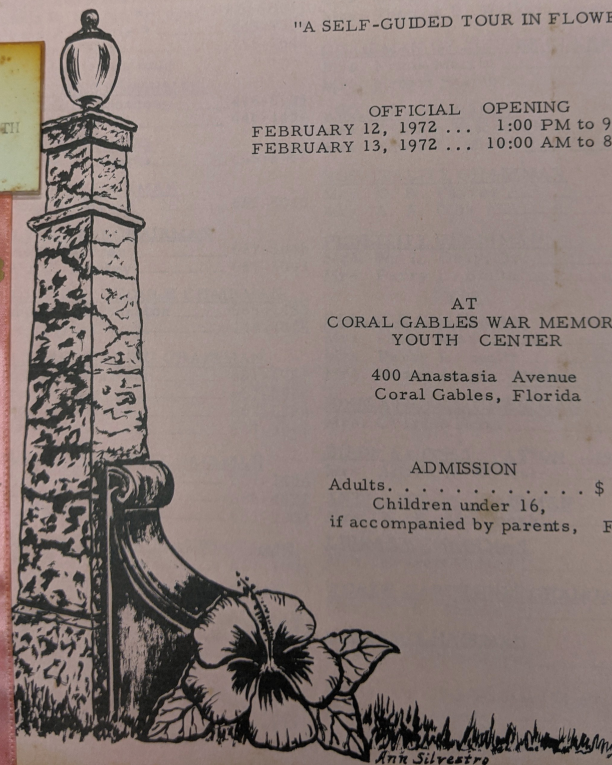 "A SELF-GUIDED TOUR IN
OFFICIAL OPENING
FEBRUARY 12, 1972 ... 1:00 PM to 9
FEBRUARY 13, 1972 ... 10:00 AM to 8
AT
CORAL GABLES WAR
YOUTH CENTER
400 Anastasia Avenue
Coral Gables, Florida
ADMISSION
Adults. . . . . . . . . . . . $
Children under 16,
if accompanied by parents,
Ann Silvestro